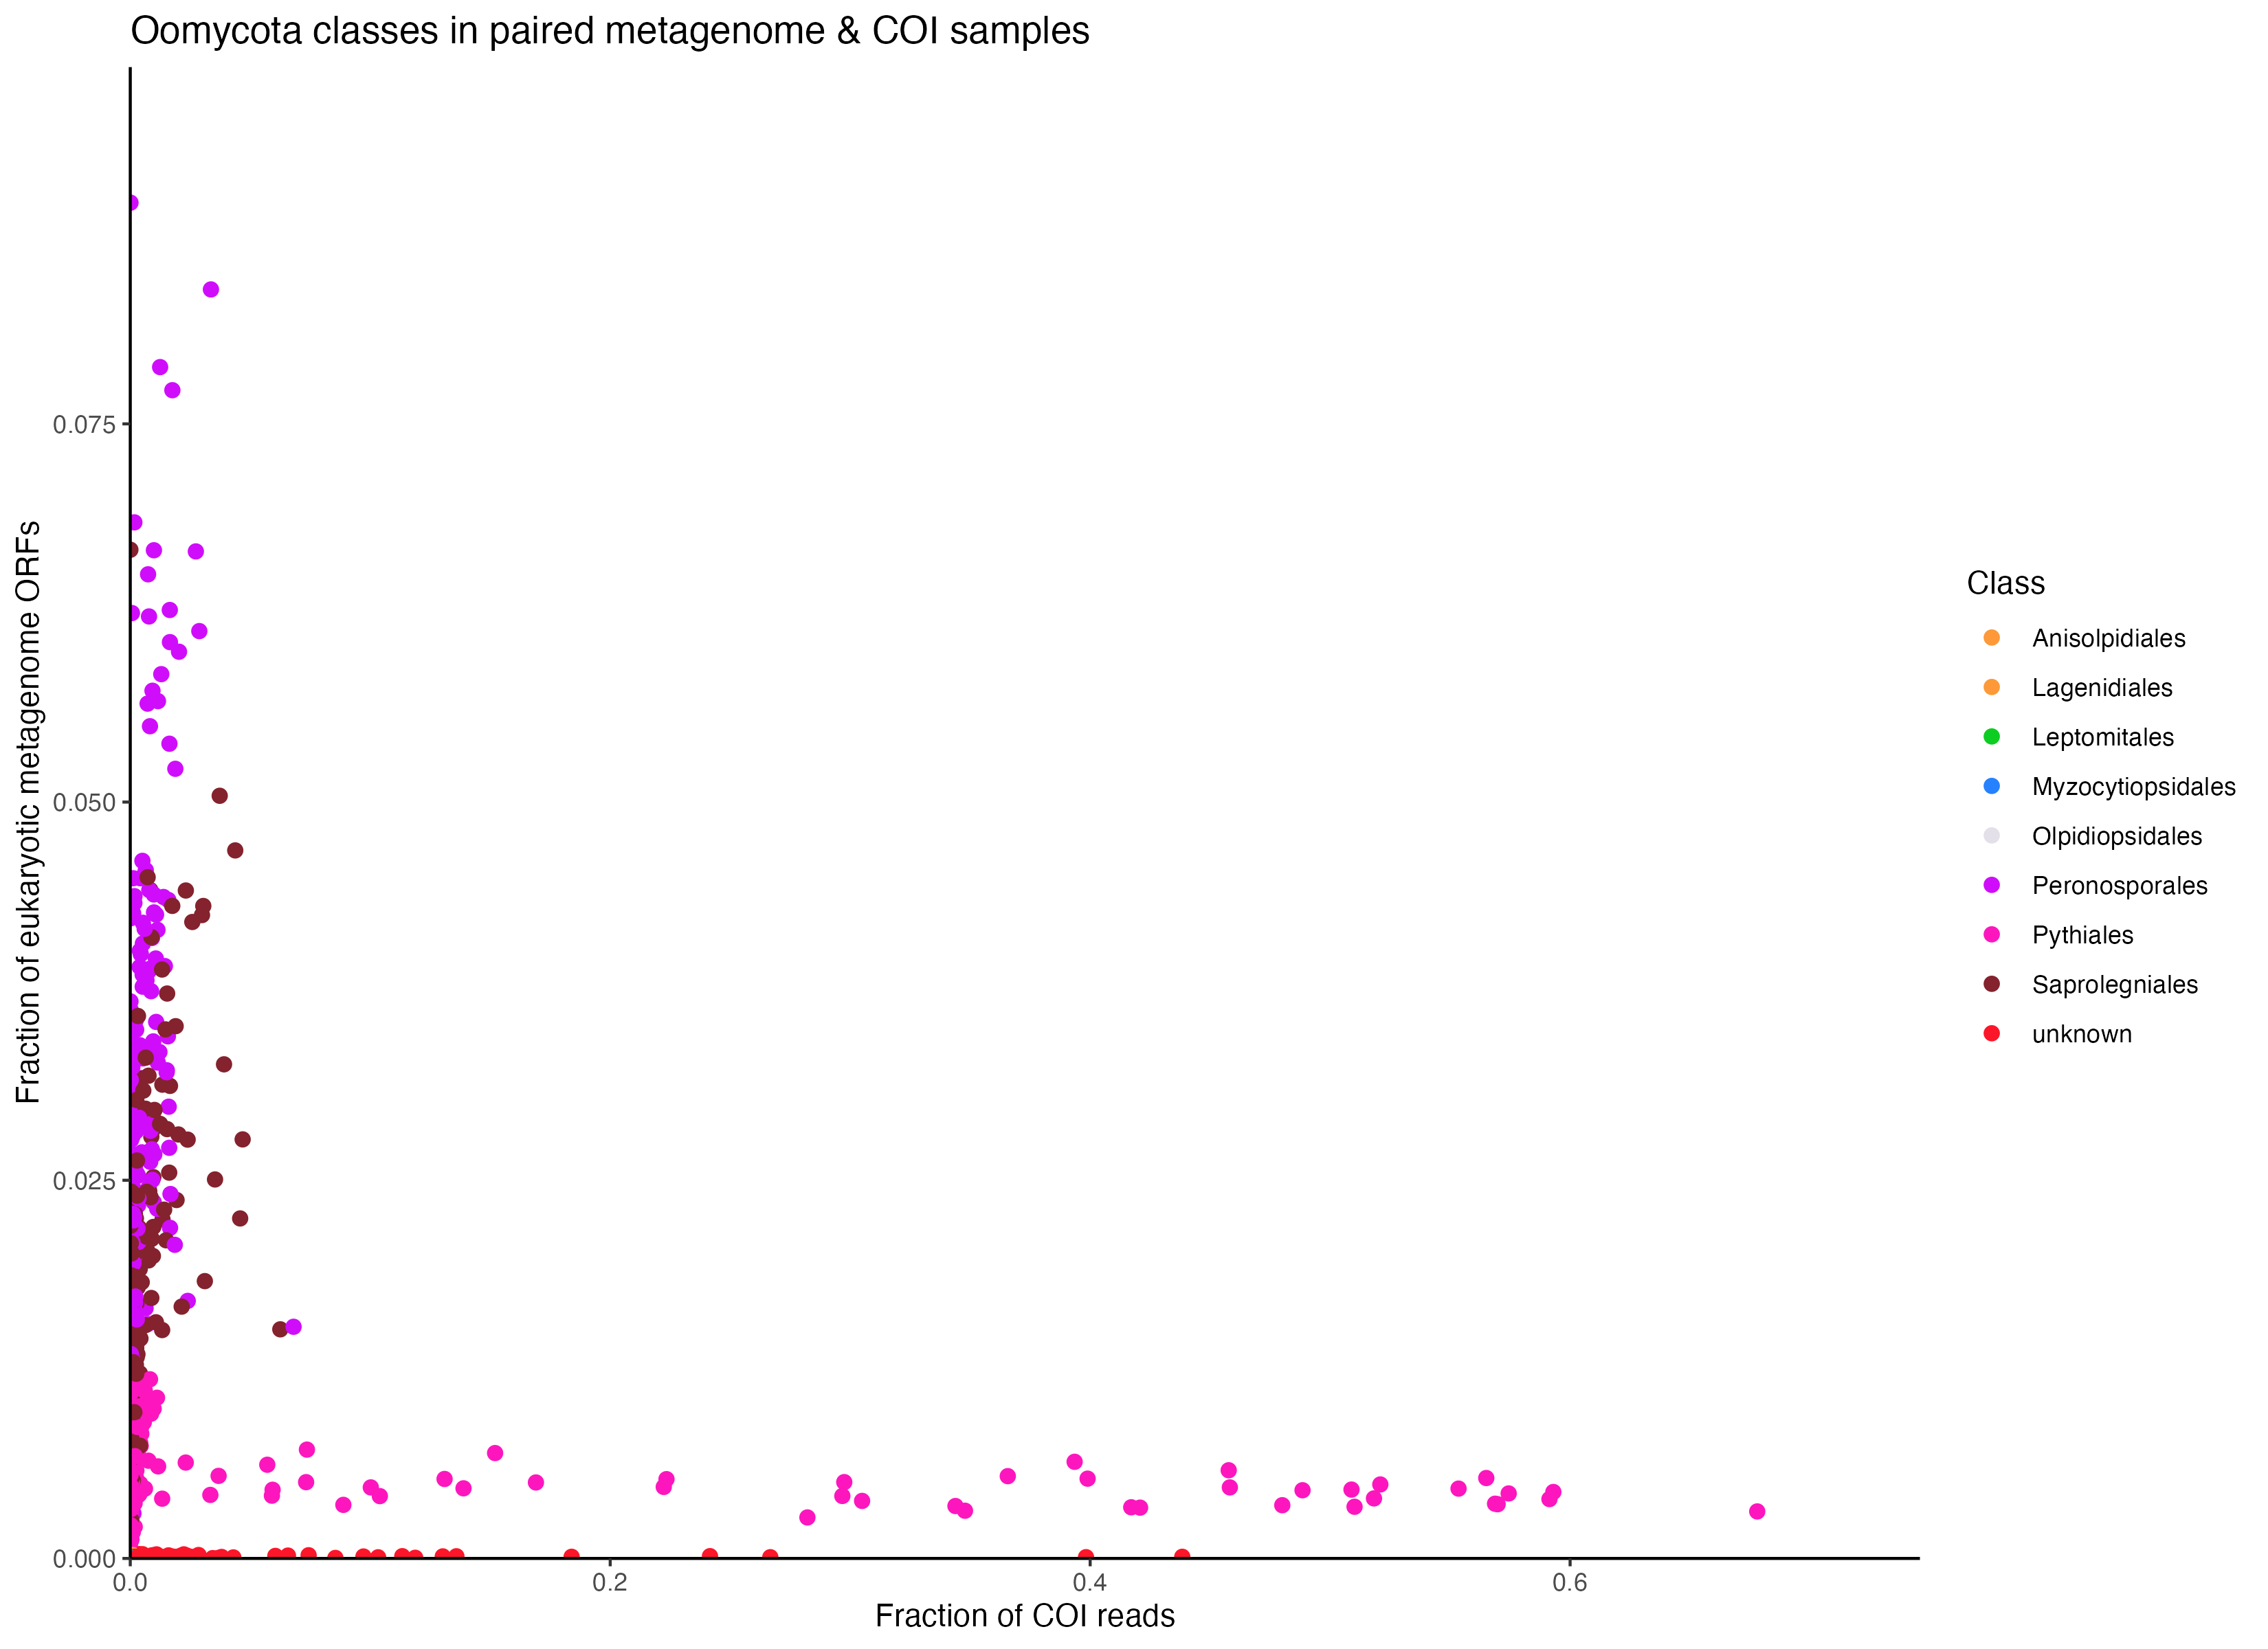 Oomycota classes in paired metagenome & COI samples
Fraction of eukaryotic metagenome ORFs
0.075
0.050
0.025
0.000
0.0
0.2
0.4
0.6
Fraction of COI reads
Class
Anisolpidiales
Lagenidiales
Leptomitales
Myzocytiopsidales
Olpidiopsidales
Peronosporales
Pythiales
Saprolegniales
unknown